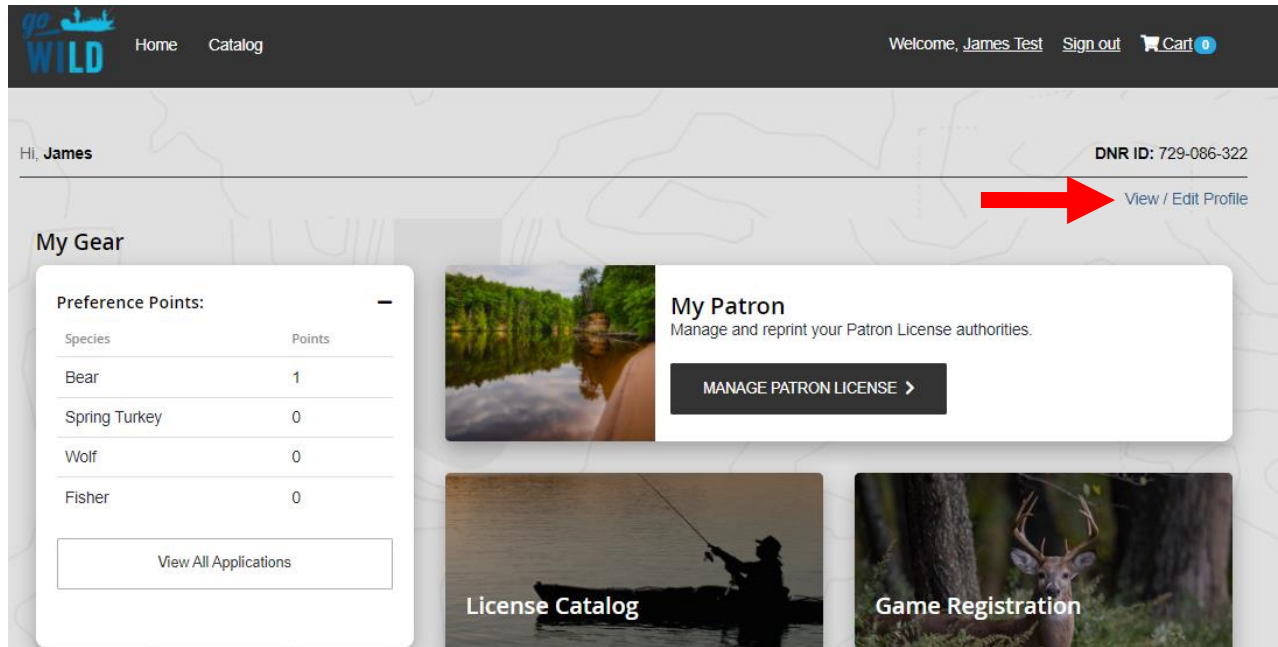 go
WILD
Home Catalog Welcome, James Test Sign out Cart 0
Hi, James DNR ID: 729-086-322
View / Edit Profile
My Gear
Preference Points:
Species Points
Bear 1
Spring Turkey 0
Wolf 0
Fisher 0
View All Applications
My Patron
Manage and reprint your Patron License authorities.
MANAGE PATRON LICENSE
License Catalog
Game Registration